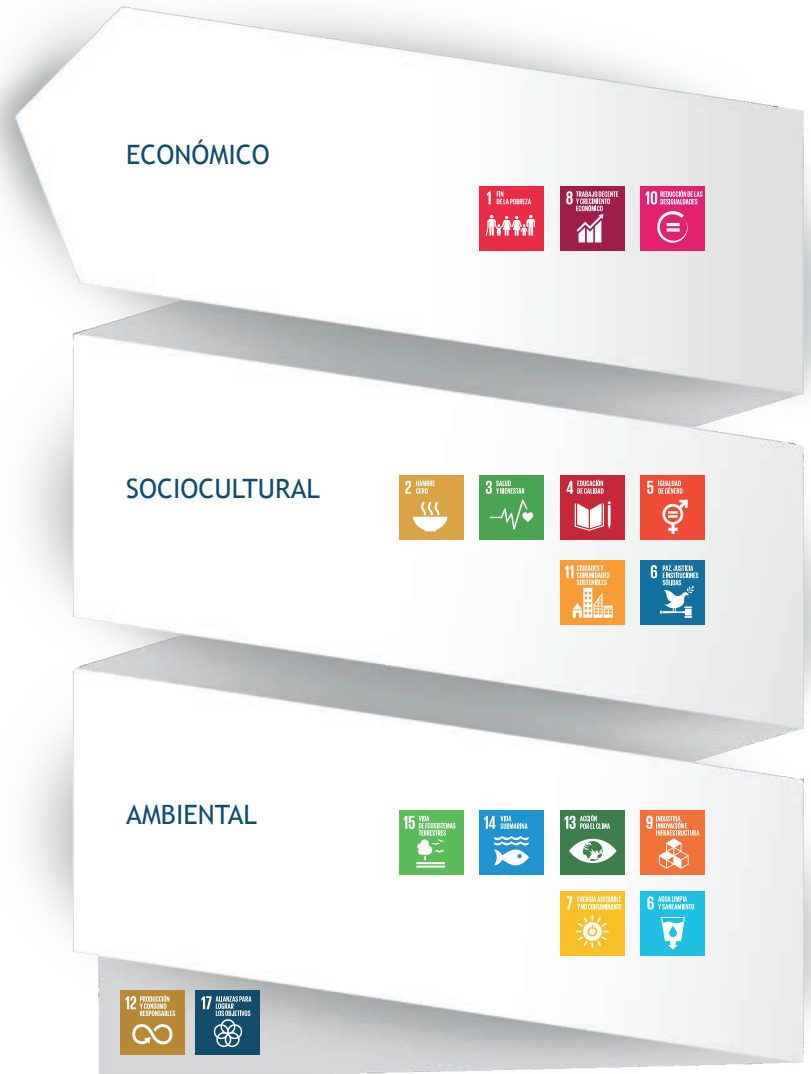 ECONÓMICO
1 FIN
DE LA POBREZA
8 TRABAJO DECENTE
Y CRECIMIENTO
ECONÓMICO
10 REDUCCIÓN DE LAS
DESIGUALDADES
SOCIOCULTURAL
2 HAMBRE
CERO
3 SALUD
Y BIENESTAR
4 EDUCACIÓN
DE CALIDAD
5 IGUALDAD
DE GÉNERO
11 CIUDADES Y
COMUNIDADES
SOSTENIBLES
6 PAZ, JUSTICIA
E INSTITUCIONES
SÓLIDAS
AMBIENTAL
15 VIDA
DE ECOSISTEMAS
TERRESTRES
14 VIDA
SUBMARINA
13 ACCIÓN
POR EL CLIMA
9 INDUSTRIA,
INNOVACIÓN E
INFRAESTRUCTURA
7 ENERGÍA ASEQUIBLE
Y NO CONTAMINANTE
6 AGUA LIMPIA
Y SANEAMIENTO
12 PRODUCCIÓN
Y CONSUMO
RESPONSABLES
17 ALIANZAS PARA
LOGRAR
LOS OBJETIVOS